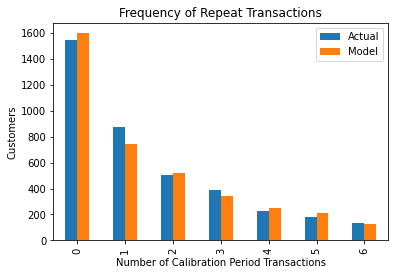 Frequency of Repeat Transactions
Actual
Model
1600
1400
1200
1000
800
600
400
200
0
Customers
0 1 2 3 4 5 6
Number of Calibration Period Transactions